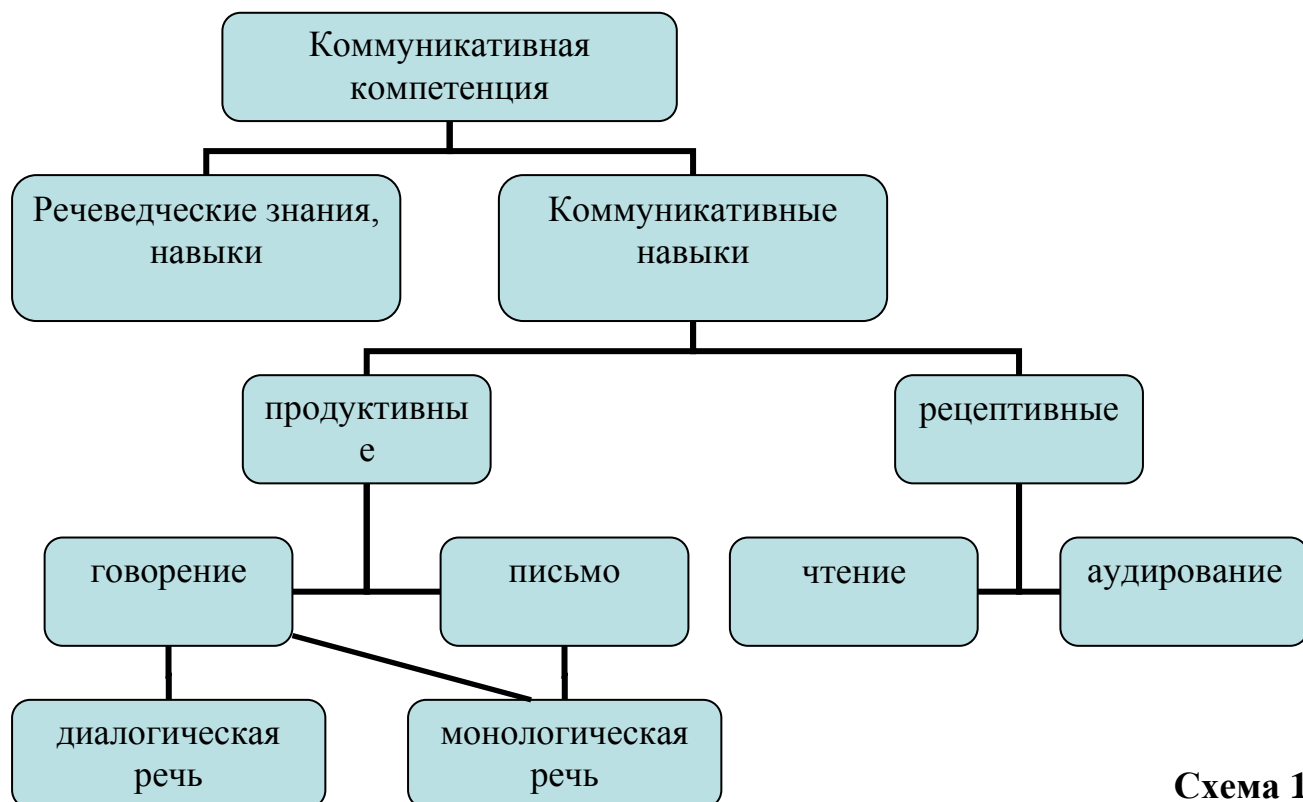 Коммуникативная
компетенция
Речеведческие знания,
навыки
Коммуникативные
навыки
продуктивны
е
рецептивные
говорение
письмо
чтение
аудирование
диалогическая
речь
монологическая
речь
Схема 1